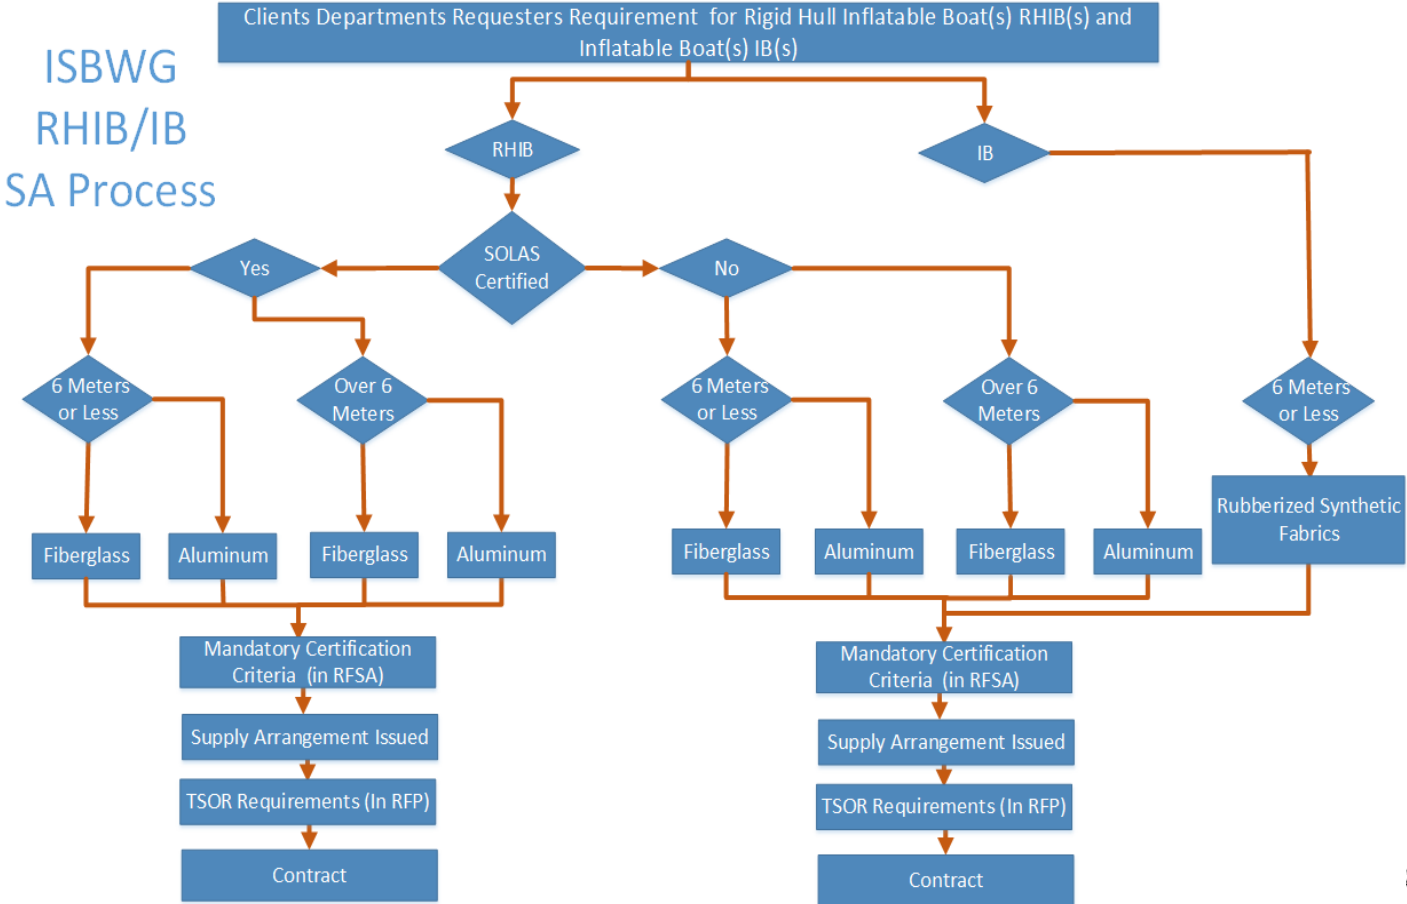 Clients Departments Requesters Requirement for Rigid Hull Inflatable Boat(s) RHIB(s) and
Inflatable Boat(s) IB(s)
ISBWG
RHIB/IB
SA Process
RHIB
IB
SOLAS
Certified
Yes
No
6 Meters
or Less
Over 6
Meters
6 Meters
or Less
Over 6
Meters
6 Meters
or Less
Fiberglass
Aluminum
Fiberglass
Aluminum
Fiberglass
Aluminum
Fiberglass
Aluminum
Rubberized Synthetic
Fabrics
Mandatory Certification
Criteria (in RFSA)
Supply Arrangement Issued
TSOR Requirements (In RFP)
Contract
Mandatory Certification
Criteria (in RFSA)
Supply Arrangement Issued
TSOR Requirements (In RFP)
Contract